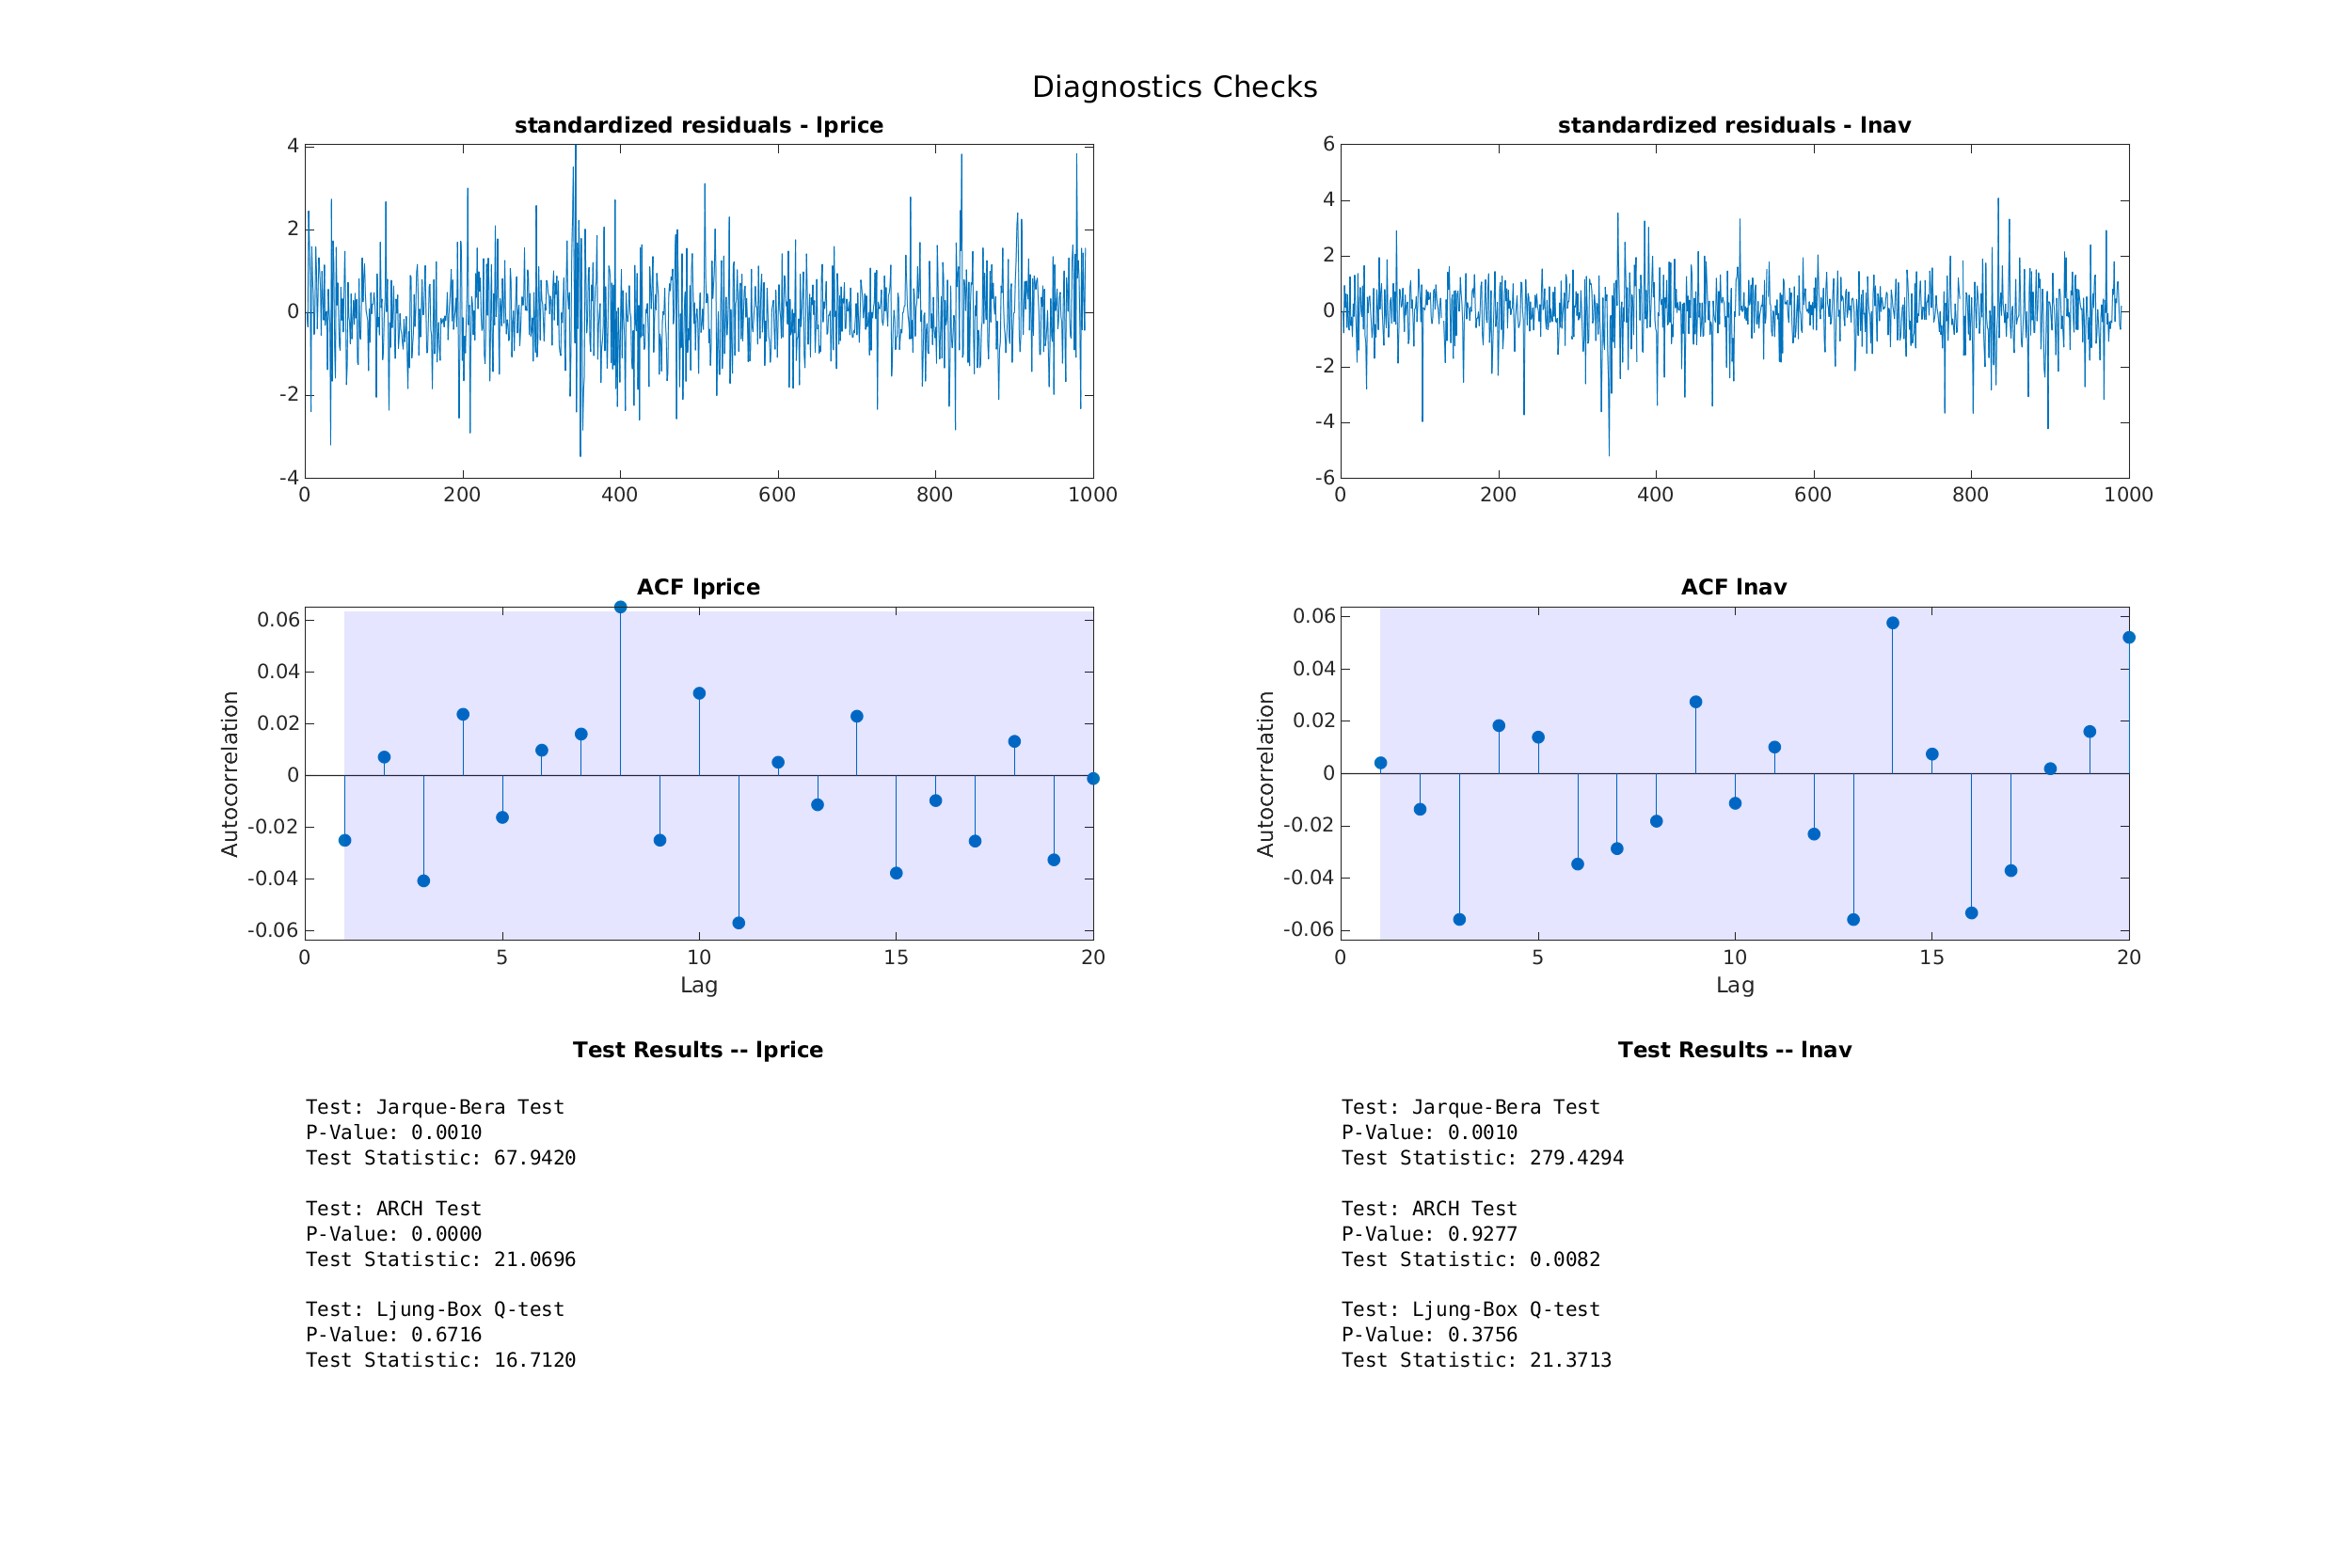 Diagnostics Checks
standardized residuals - lprice
4
2
0
-2
-4
0 200 400 600 800 1000
standardized residuals - lnav
6
4
2
0
-2
-4
-6
0 200 400 600 800 1000
ACF lprice
0.06
0.04
0.02
0
-0.02
-0.04
-0.06
Autocorrelation
0 5 10 15 20
Lag
ACF lnav
0.06
0.04
0.02
0
-0.02
-0.04
-0.06
Autocorrelation
0 5 10 15 20
Lag
Test Results -- lprice
Test: Jarque-Bera Test
P-Value: 0.0010
Test Statistic: 67.9420
Test: ARCH Test
P-Value: 0.0000
Test Statistic: 21.0696
Test: Ljung-Box Q-test
P-Value: 0.6716
Test Statistic: 16.7120
Test Results -- lnav
Test: Jarque-Bera Test
P-Value: 0.0010
Test Statistic: 279.4294
Test: ARCH Test
P-Value: 0.9277
Test Statistic: 0.0082
Test: Ljung-Box Q-test
P-Value: 0.3756
Test Statistic: 21.3713